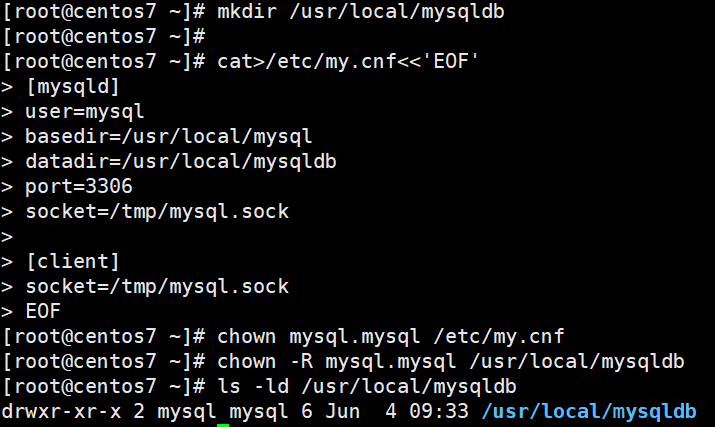 [root@centos7 ~]# mkdir /usr/local/mysqldb
[root@centos7 ~]#
[root@centos7 ~]# cat>/etc/my.cnf<<'EOF'
> [mysqld]
> user=mysql
> basedir=/usr/local/mysql
> datadir=/usr/local/mysqldb
> port=3306
> socket=/tmp/mysql.sock
>
> [client]
> socket=/tmp/mysql.sock
> EOF
[root@centos7 ~]# chown mysql.mysql /etc/my.cnf
[root@centos7 ~]# chown -R mysql.mysql /usr/local/mysqldb
[root@centos7 ~]# ls -ld /usr/local/mysqldb
drwxr-xr-x 2 mysql mysql 6 Jun  4 09:33 /usr/local/mysqldb